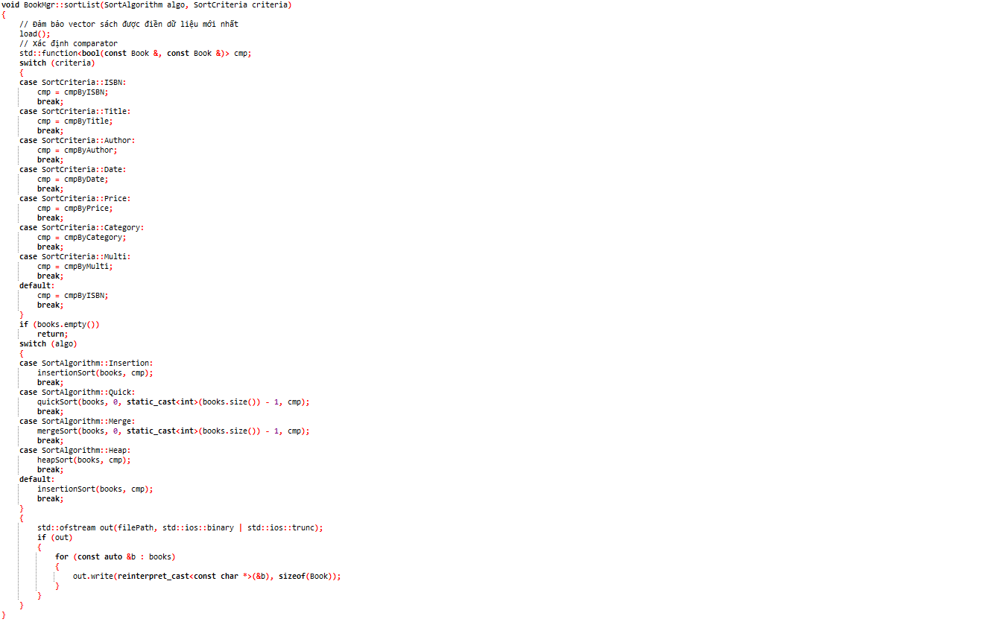 void BookMgr::sortList(SortAlgorithm algo, SortCriteria criteria)
{
    // Đảm bảo vector sách được điền dữ liệu mới nhất
    load();
    // Xác định comparator
    std::function<bool(const Book &, const Book &)> cmp;
    switch (criteria)
    {
    case SortCriteria::ISBN:
        cmp = cmpByISBN;
        break;
    case SortCriteria::Title:
        cmp = cmpByTitle;
        break;
    case SortCriteria::Author:
        cmp = cmpByAuthor;
        break;
    case SortCriteria::Date:
        cmp = cmpByDate;
        break;
    case SortCriteria::Price:
        cmp = cmpByPrice;
        break;
    case SortCriteria::Category:
        cmp = cmpByCategory;
        break;
    case SortCriteria::Multi:
        cmp = cmpByMulti;
        break;
    default:
        cmp = cmpByISBN;
        break;
    }
    if (books.empty())
        return;
    switch (algo)
    {
    case SortAlgorithm::Insertion:
        insertionSort(books, cmp);
        break;
    case SortAlgorithm::Quick:
        quickSort(books, 0, static_cast<int>(books.size()) - 1, cmp);
        break;
    case SortAlgorithm::Merge:
        mergeSort(books, 0, static_cast<int>(books.size()) - 1, cmp);
        break;
    case SortAlgorithm::Heap:
        heapSort(books, cmp);
        break;
    default:
        insertionSort(books, cmp);
        break;
    }
    {
        std::ofstream out(filePath, std::ios::binary | std::ios::trunc);
        if (out)
        {
            for (const auto &b : books)
            {
                out.write(reinterpret_cast<const char *>(&b), sizeof(Book));
            }
        }
    }
}